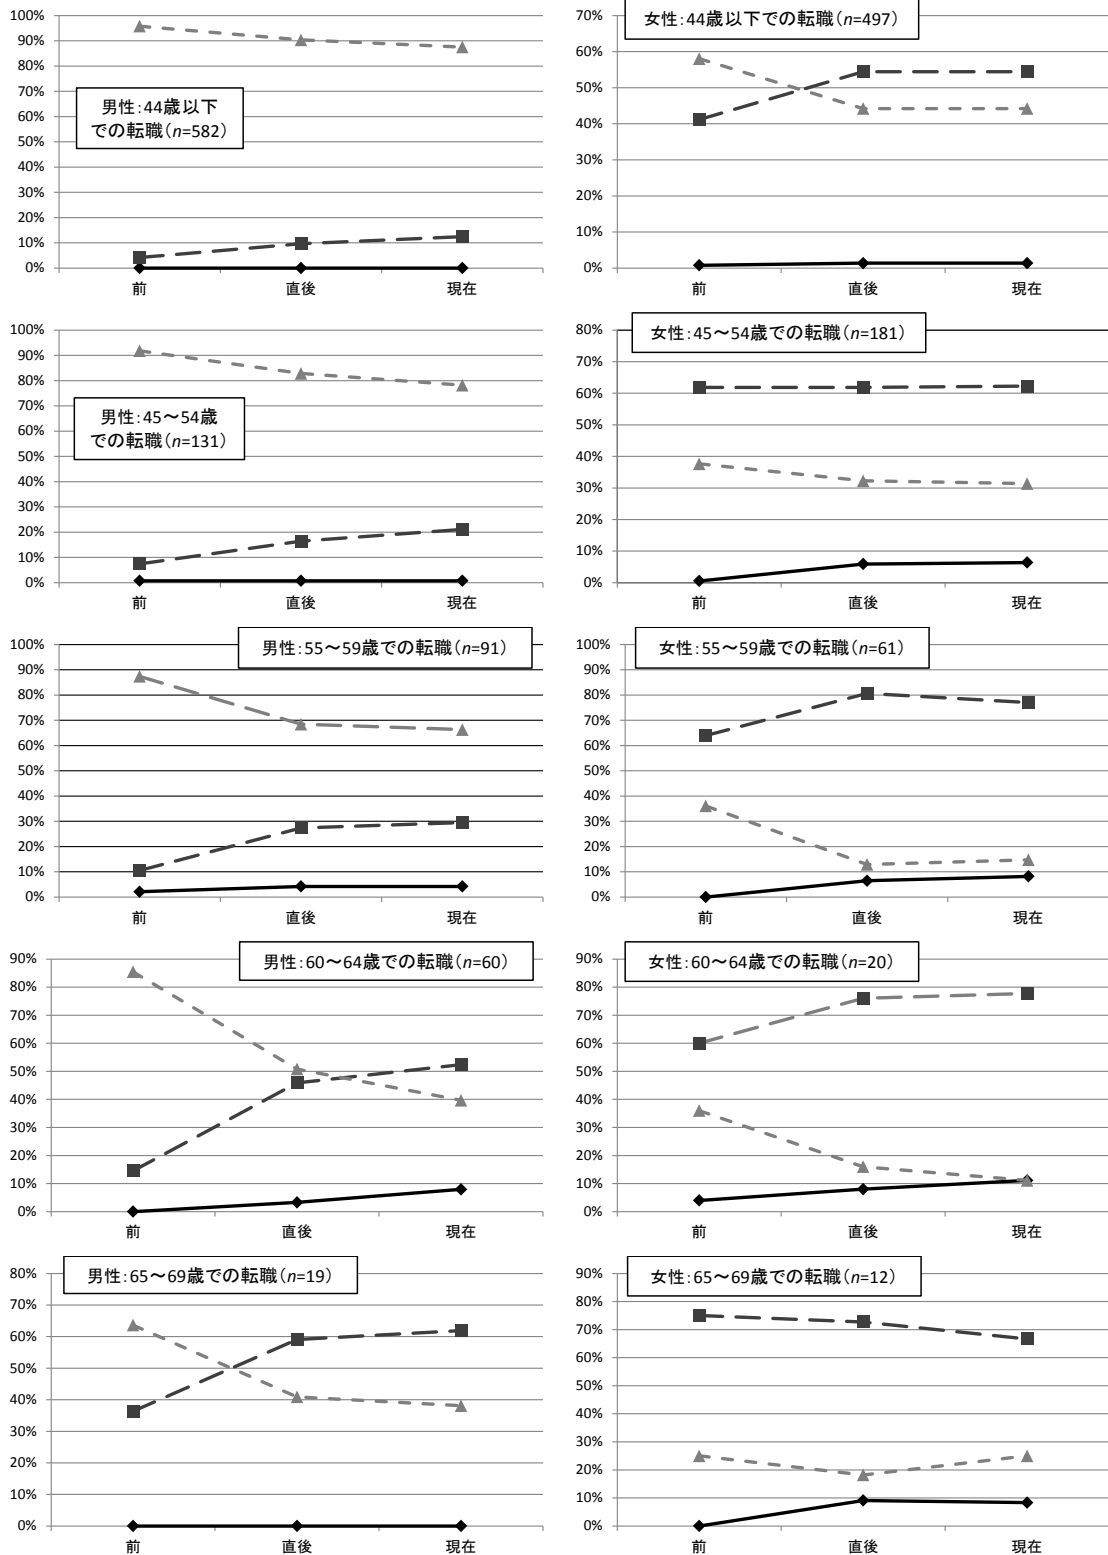 100%
90%
80%
70%
60%
50%
40%
30%
20%
10%
0%
男性:44歳以下
での転職(n=582)
前
直後
現在
70%
60%
50%
40%
30%
20%
10%
0%
女性:44歳以下での転職(n=497)
前
直後
現在
100%
90%
80%
70%
60%
50%
40%
30%
20%
10%
0%
男性:45～54歳
での転職(n=131)
前
直後
現在
80%
70%
60%
50%
40%
30%
20%
10%
0%
女性:45～54歳での転職(n=181)
前
直後
現在
100%
90%
80%
70%
60%
50%
40%
30%
20%
10%
0%
男性:55～59歳での転職(n=91)
前
直後
現在
100%
90%
80%
70%
60%
50%
40%
30%
20%
10%
0%
女性:55～59歳での転職(n=61)
前
直後
現在
90%
80%
70%
60%
50%
40%
30%
20%
10%
0%
男性:60～64歳での転職(n=60)
前
直後
現在
90%
80%
70%
60%
50%
40%
30%
20%
10%
0%
女性:60～64歳での転職(n=20)
前
直後
現在
80%
70%
60%
50%
40%
30%
20%
10%
0%
男性:65～69歳での転職(n=19)
前
直後
現在
90%
80%
70%
60%
50%
40%
30%
20%
10%
0%
女性:65～69歳での転職(n=12)
前
直後
現在